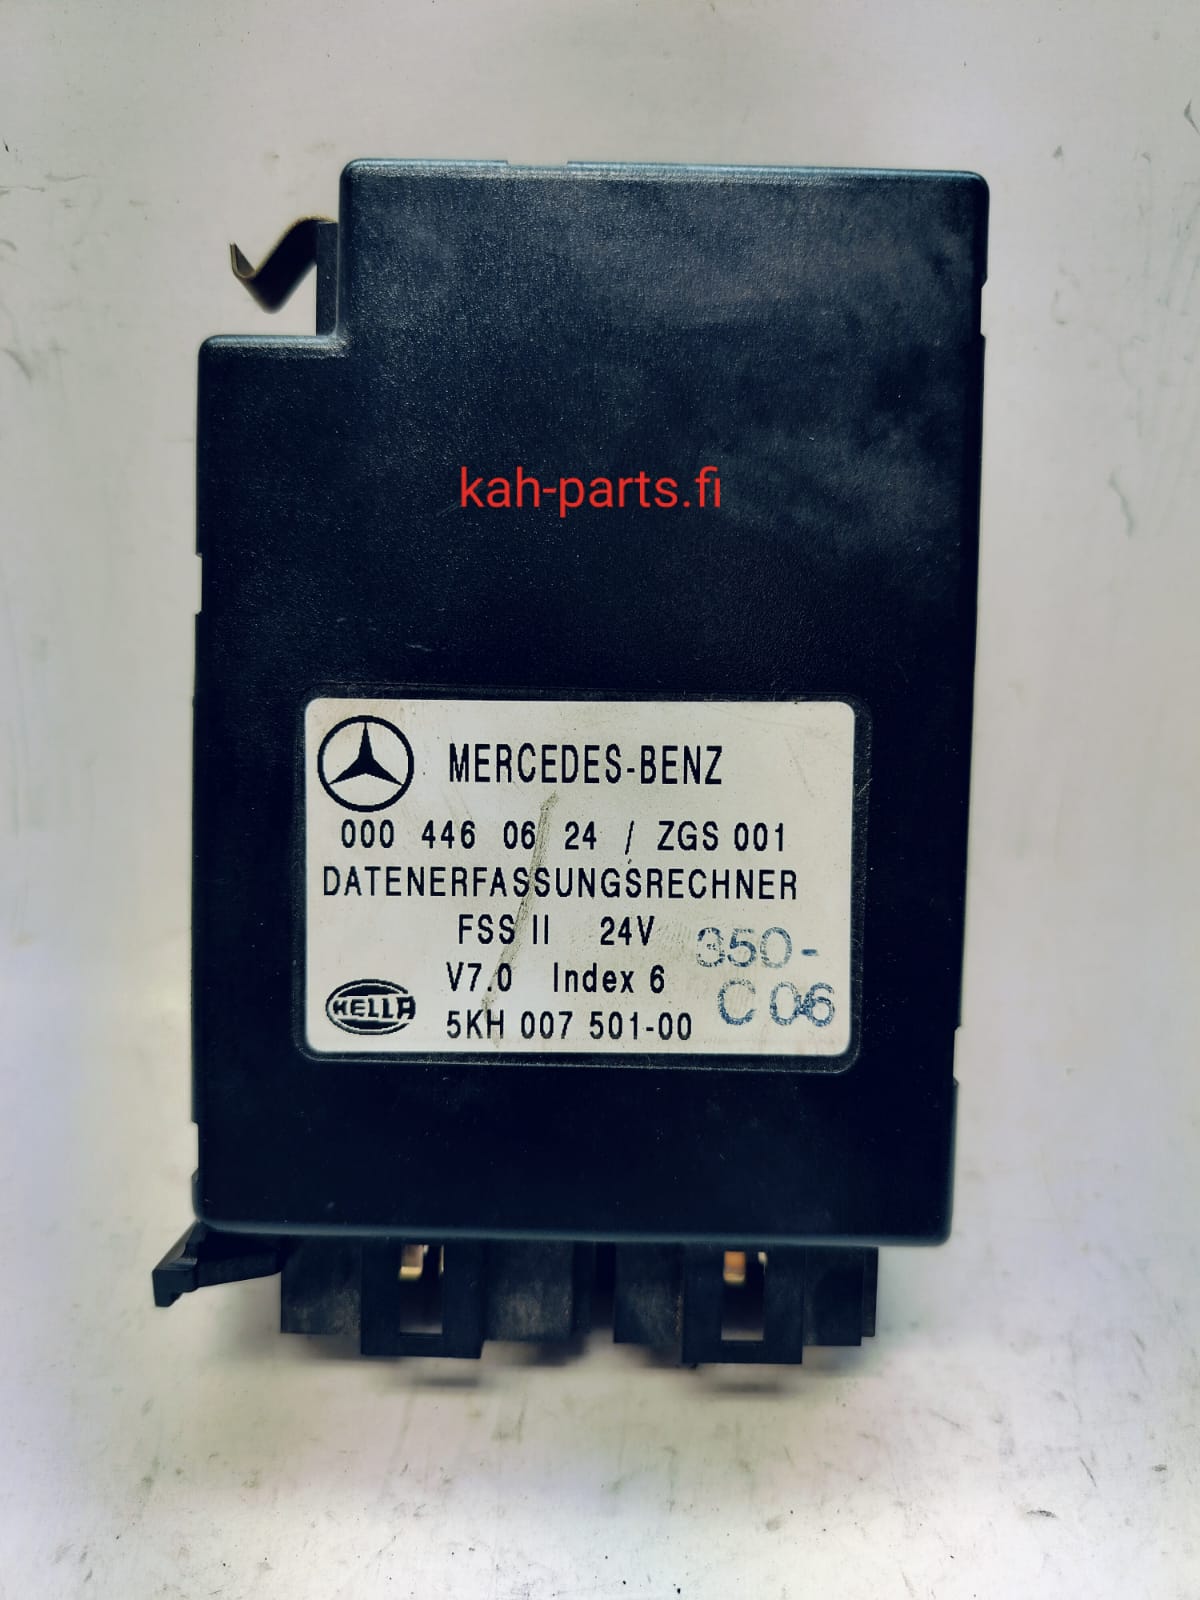 kah-parts.fi
MERCEDES-BENZ
000 446 06 24 / ZGS 001
DATENERFASSUNGSRECHNER
FSS II 24V
350-
V7.0 Index 6
C 06
HELLA
5KH 007 501-00